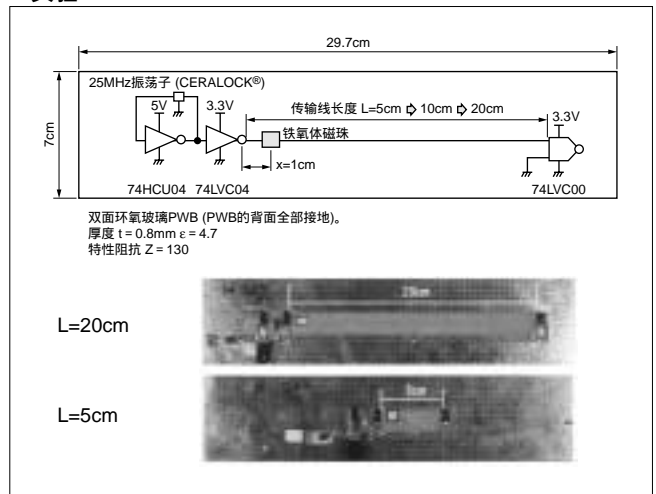 29.7cm
7cm
25MHz振荡子 (CERALOCK®)
5V
3.3V
传输线长度 L=5cm ⇨ 10cm ⇨ 20cm
3.3V
铁氧体磁珠
x=1cm
74HCU04
74LVC04
74LVC00
双面环氧玻璃PWB (PWB的背面全部接地)。
厚度 t = 0.8mm ε = 4.7
特性阻抗 Z = 130
L=20cm
20cm
L=5cm
5cm